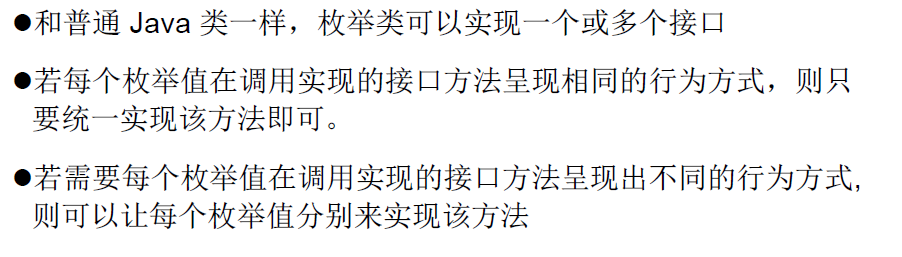 ●和普通 Java 类一样，枚举类可以实现一个或多个接口
●若每个枚举值在调用实现的接口方法呈现相同的行为方式，则只
要统一实现该方法即可。
●若需要每个枚举值在调用实现的接口方法呈现出不同的行为方式,
则可以让每个枚举值分别来实现该方法